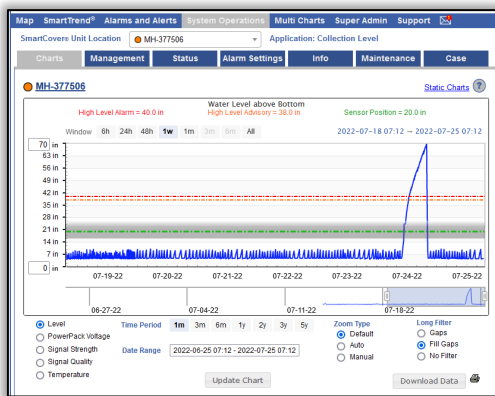 Map SmartTrend® Alarms and Alerts System Operations Multi Charts Super Admin Support
SmartCover® Unit Location MH-377506 Application: Collection Level
Charts Management Status Alarm Settings Info Maintenance Case
MH-377506 Static Charts ?
Water Level above Bottom
High Level Alarm = 40.0 in High Level Advisory = 38.0 in Sensor Position = 20.0 in
Window 6h 24h 48h 1w 1m 3m 6m All 2022-07-18 07:12 → 2022-07-25 07:12
70 in
63 in
56 in
49 in
42 in
35 in
28 in
21 in
14 in
7 in
0 in
07-19-22 07-20-22 07-21-22 07-22-22 07-23-22 07-24-22 07-25-22
06-27-22 07-04-22 07-11-22 07-18-22
Level Time Period 1m 3m 6m 1y 2y 3y 5y Zoom Type Long Filter
PowerPack Voltage Default Gaps
Signal Strength Date Range 2022-06-25 07:12 - 2022-07-25 07:12 Auto Fill Gaps
Signal Quality Manual No Filter
Temperature Update Chart Download Data